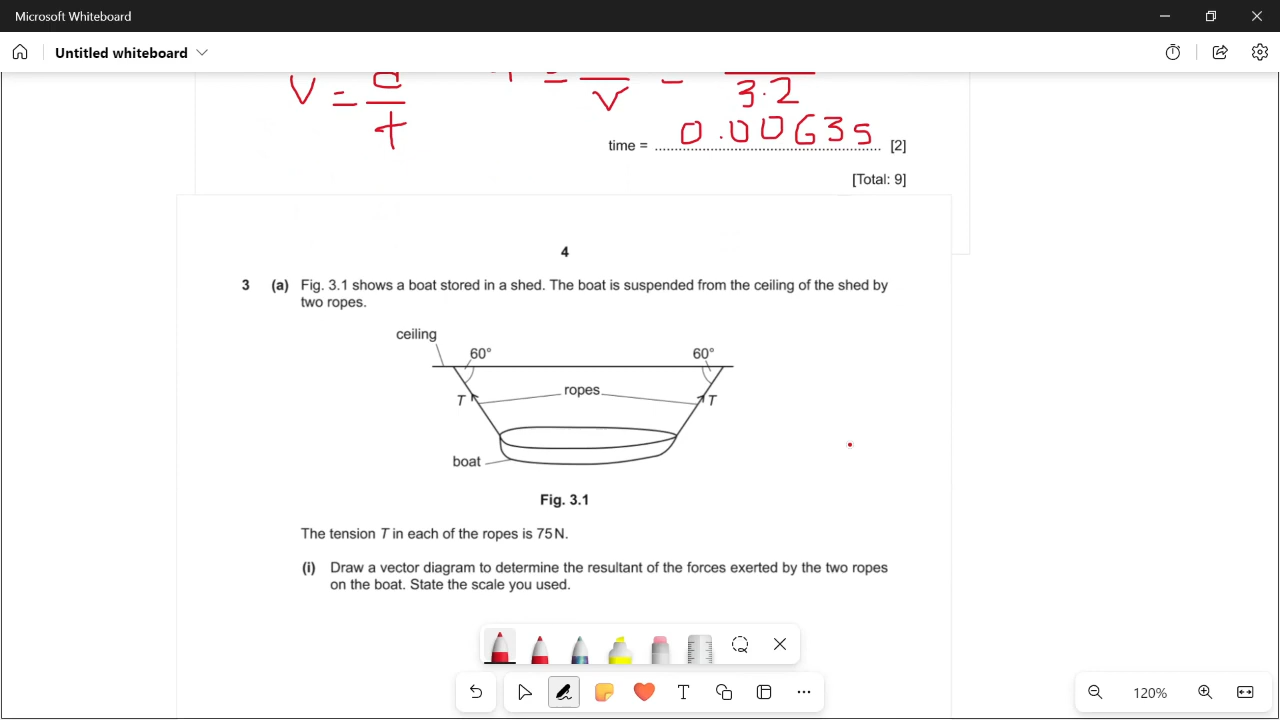 Microsoft Whiteboard
Untitled whiteboard
V = d/t
v
3.2
time = 0.0063s [2]
[Total: 9]
4
3 (a) Fig. 3.1 shows a boat stored in a shed. The boat is suspended from the ceiling of the shed by
two ropes.
ceiling
60° 60°
ropes
T T
boat
Fig. 3.1
The tension T in each of the ropes is 75 N.
(i) Draw a vector diagram to determine the resultant of the forces exerted by the two ropes
on the boat. State the scale you used.
120%